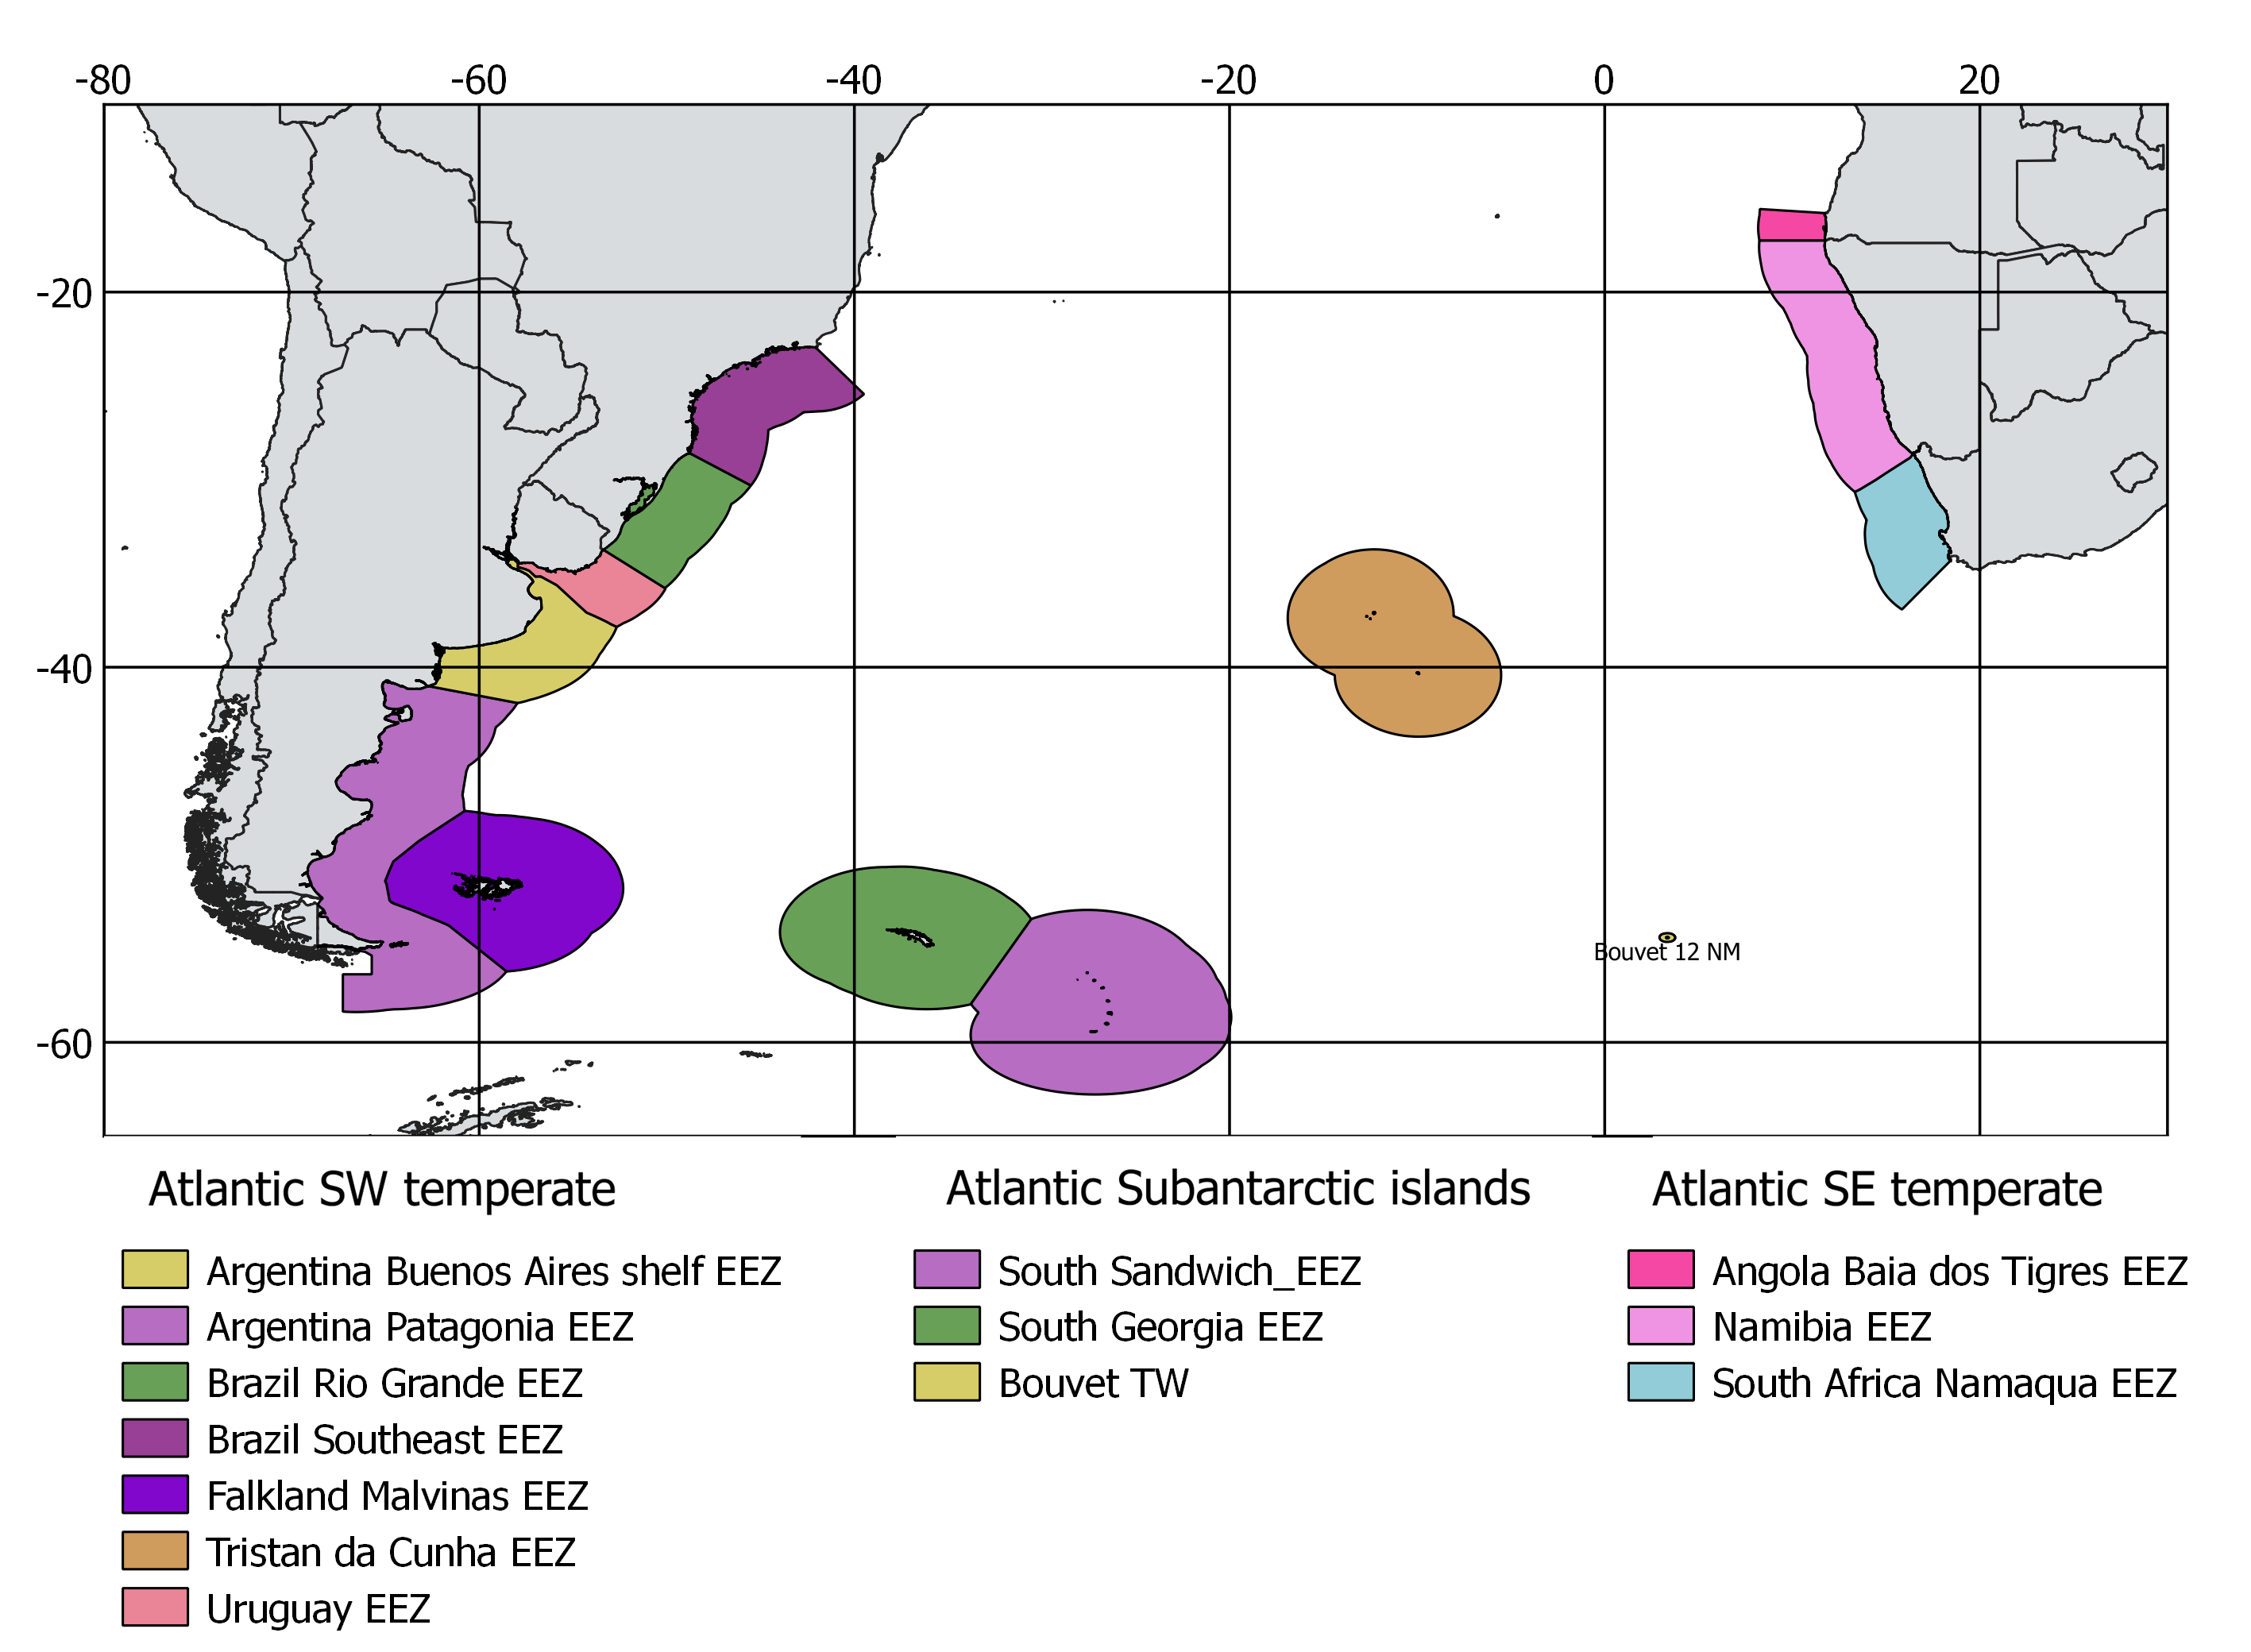 -80 -60 -40 -20 0 20
-20
-40
Bouvet 12 NM
-60
Atlantic SW temperate
Argentina Buenos Aires shelf EEZ
Argentina Patagonia EEZ
Brazil Rio Grande EEZ
Brazil Southeast EEZ
Falkland Malvinas EEZ
Tristan da Cunha EEZ
Uruguay EEZ
Atlantic Subantarctic islands
South Sandwich_EEZ
South Georgia EEZ
Bouvet TW
Atlantic SE temperate
Angola Baia dos Tigres EEZ
Namibia EEZ
South Africa Namaqua EEZ